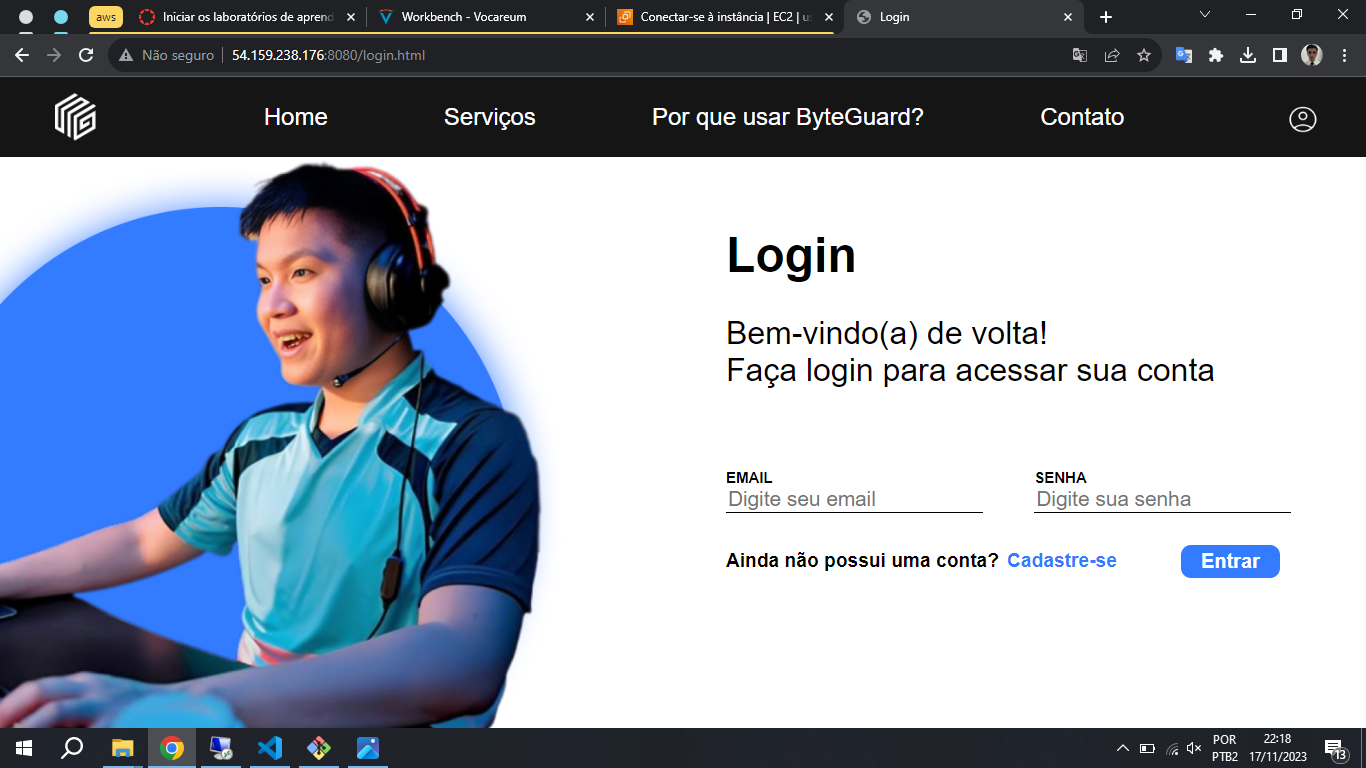 aws
Iniciar os laboratórios de aprend
Workbench - Vocareum
Conectar-se à instância | EC2 | us
Login
Não seguro
54.159.238.176:8080/login.html
Home
Serviços
Por que usar ByteGuard?
Contato
Login
Bem-vindo(a) de volta!
Faça login para acessar sua conta
EMAIL
SENHA
Digite seu email
Digite sua senha
Ainda não possui uma conta? Cadastre-se
Entrar
POR
PTB2
22:18
17/11/2023
13